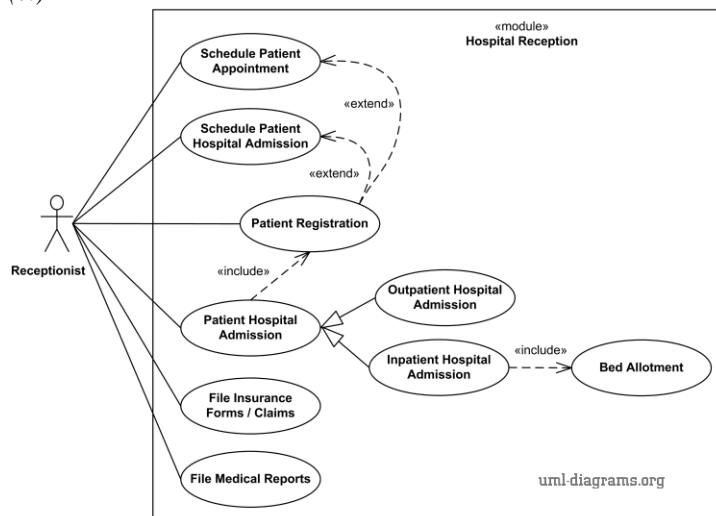 «module»
Hospital Reception
Schedule Patient
Appointment
«extend»
Schedule Patient
Hospital Admission
«extend»
Patient Registration
Receptionist
«include»
Outpatient Hospital
Admission
Patient Hospital
Admission
Inpatient Hospital
Admission
«include»
Bed Allotment
File Insurance
Forms / Claims
File Medical Reports
uml-diagrams.org